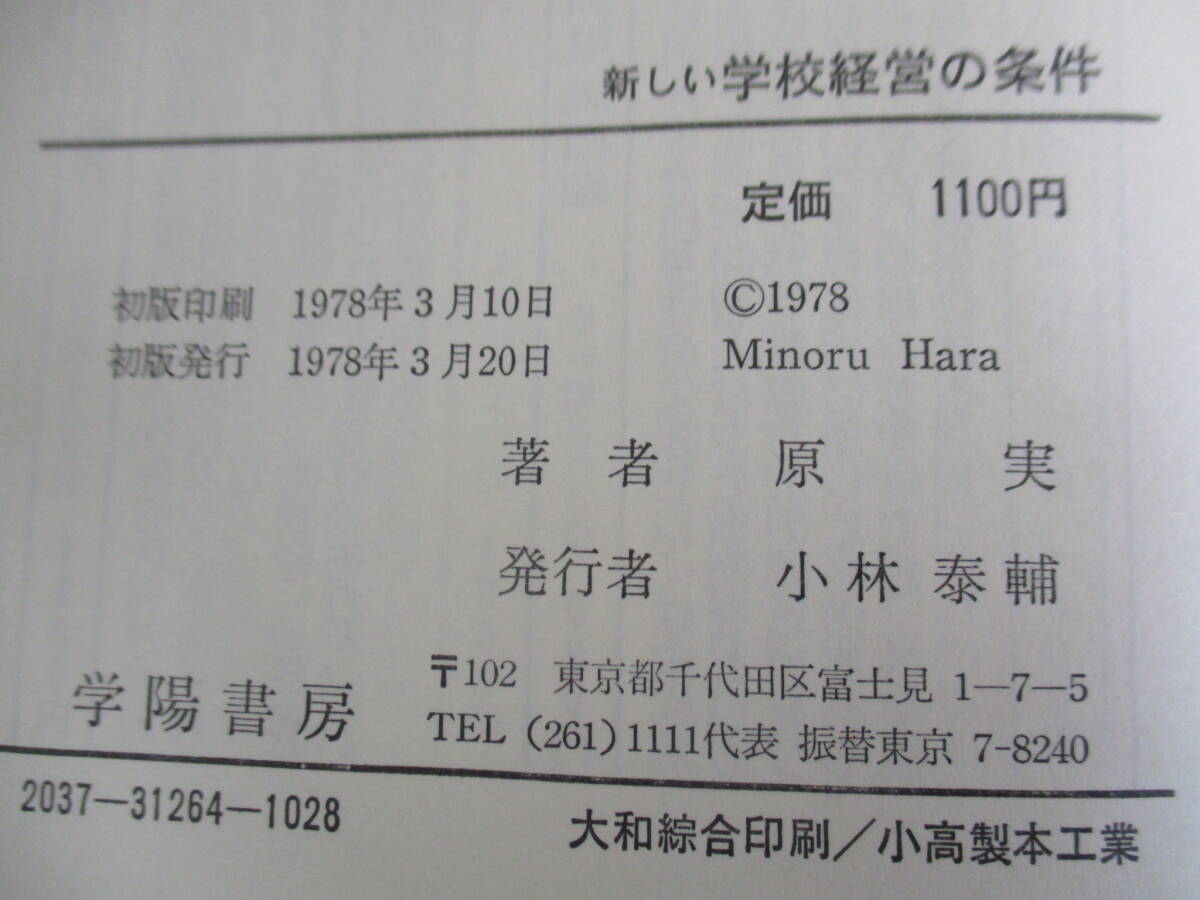 新しい学校経営の条件
定価　1100円
初版印刷　1978年3月10日　©1978
初版発行　1978年3月20日　Minoru Hara
著者　原　実
発行者　小林泰輔
学陽書房　〒102　東京都千代田区富士見 1—7—5
TEL (261) 1111代表 振替東京 7-8240
2037—31264—1028　大和綜合印刷/小高製本工業